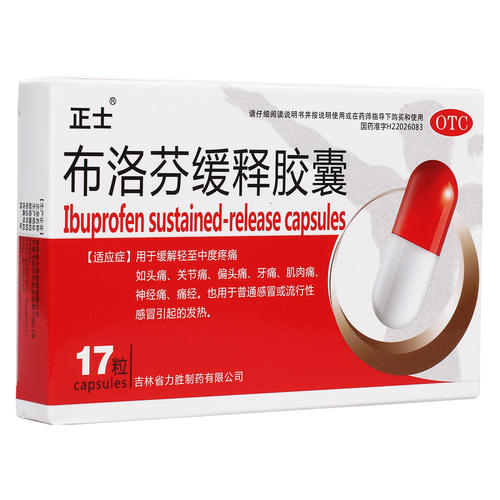 正士®
请仔细阅读说明书并按说明使用或在药师指导下购买和使用
国药准字H22026083
OTC
布洛芬缓释胶囊
Ibuprofen sustained-release capsules
【适应症】用于缓解轻至中度疼痛
如头痛、关节痛、偏头痛、牙痛、肌肉痛、
神经痛、痛经。也用于普通感冒或流行性
感冒引起的发热。
17粒
capsules
吉林省力胜制药有限公司